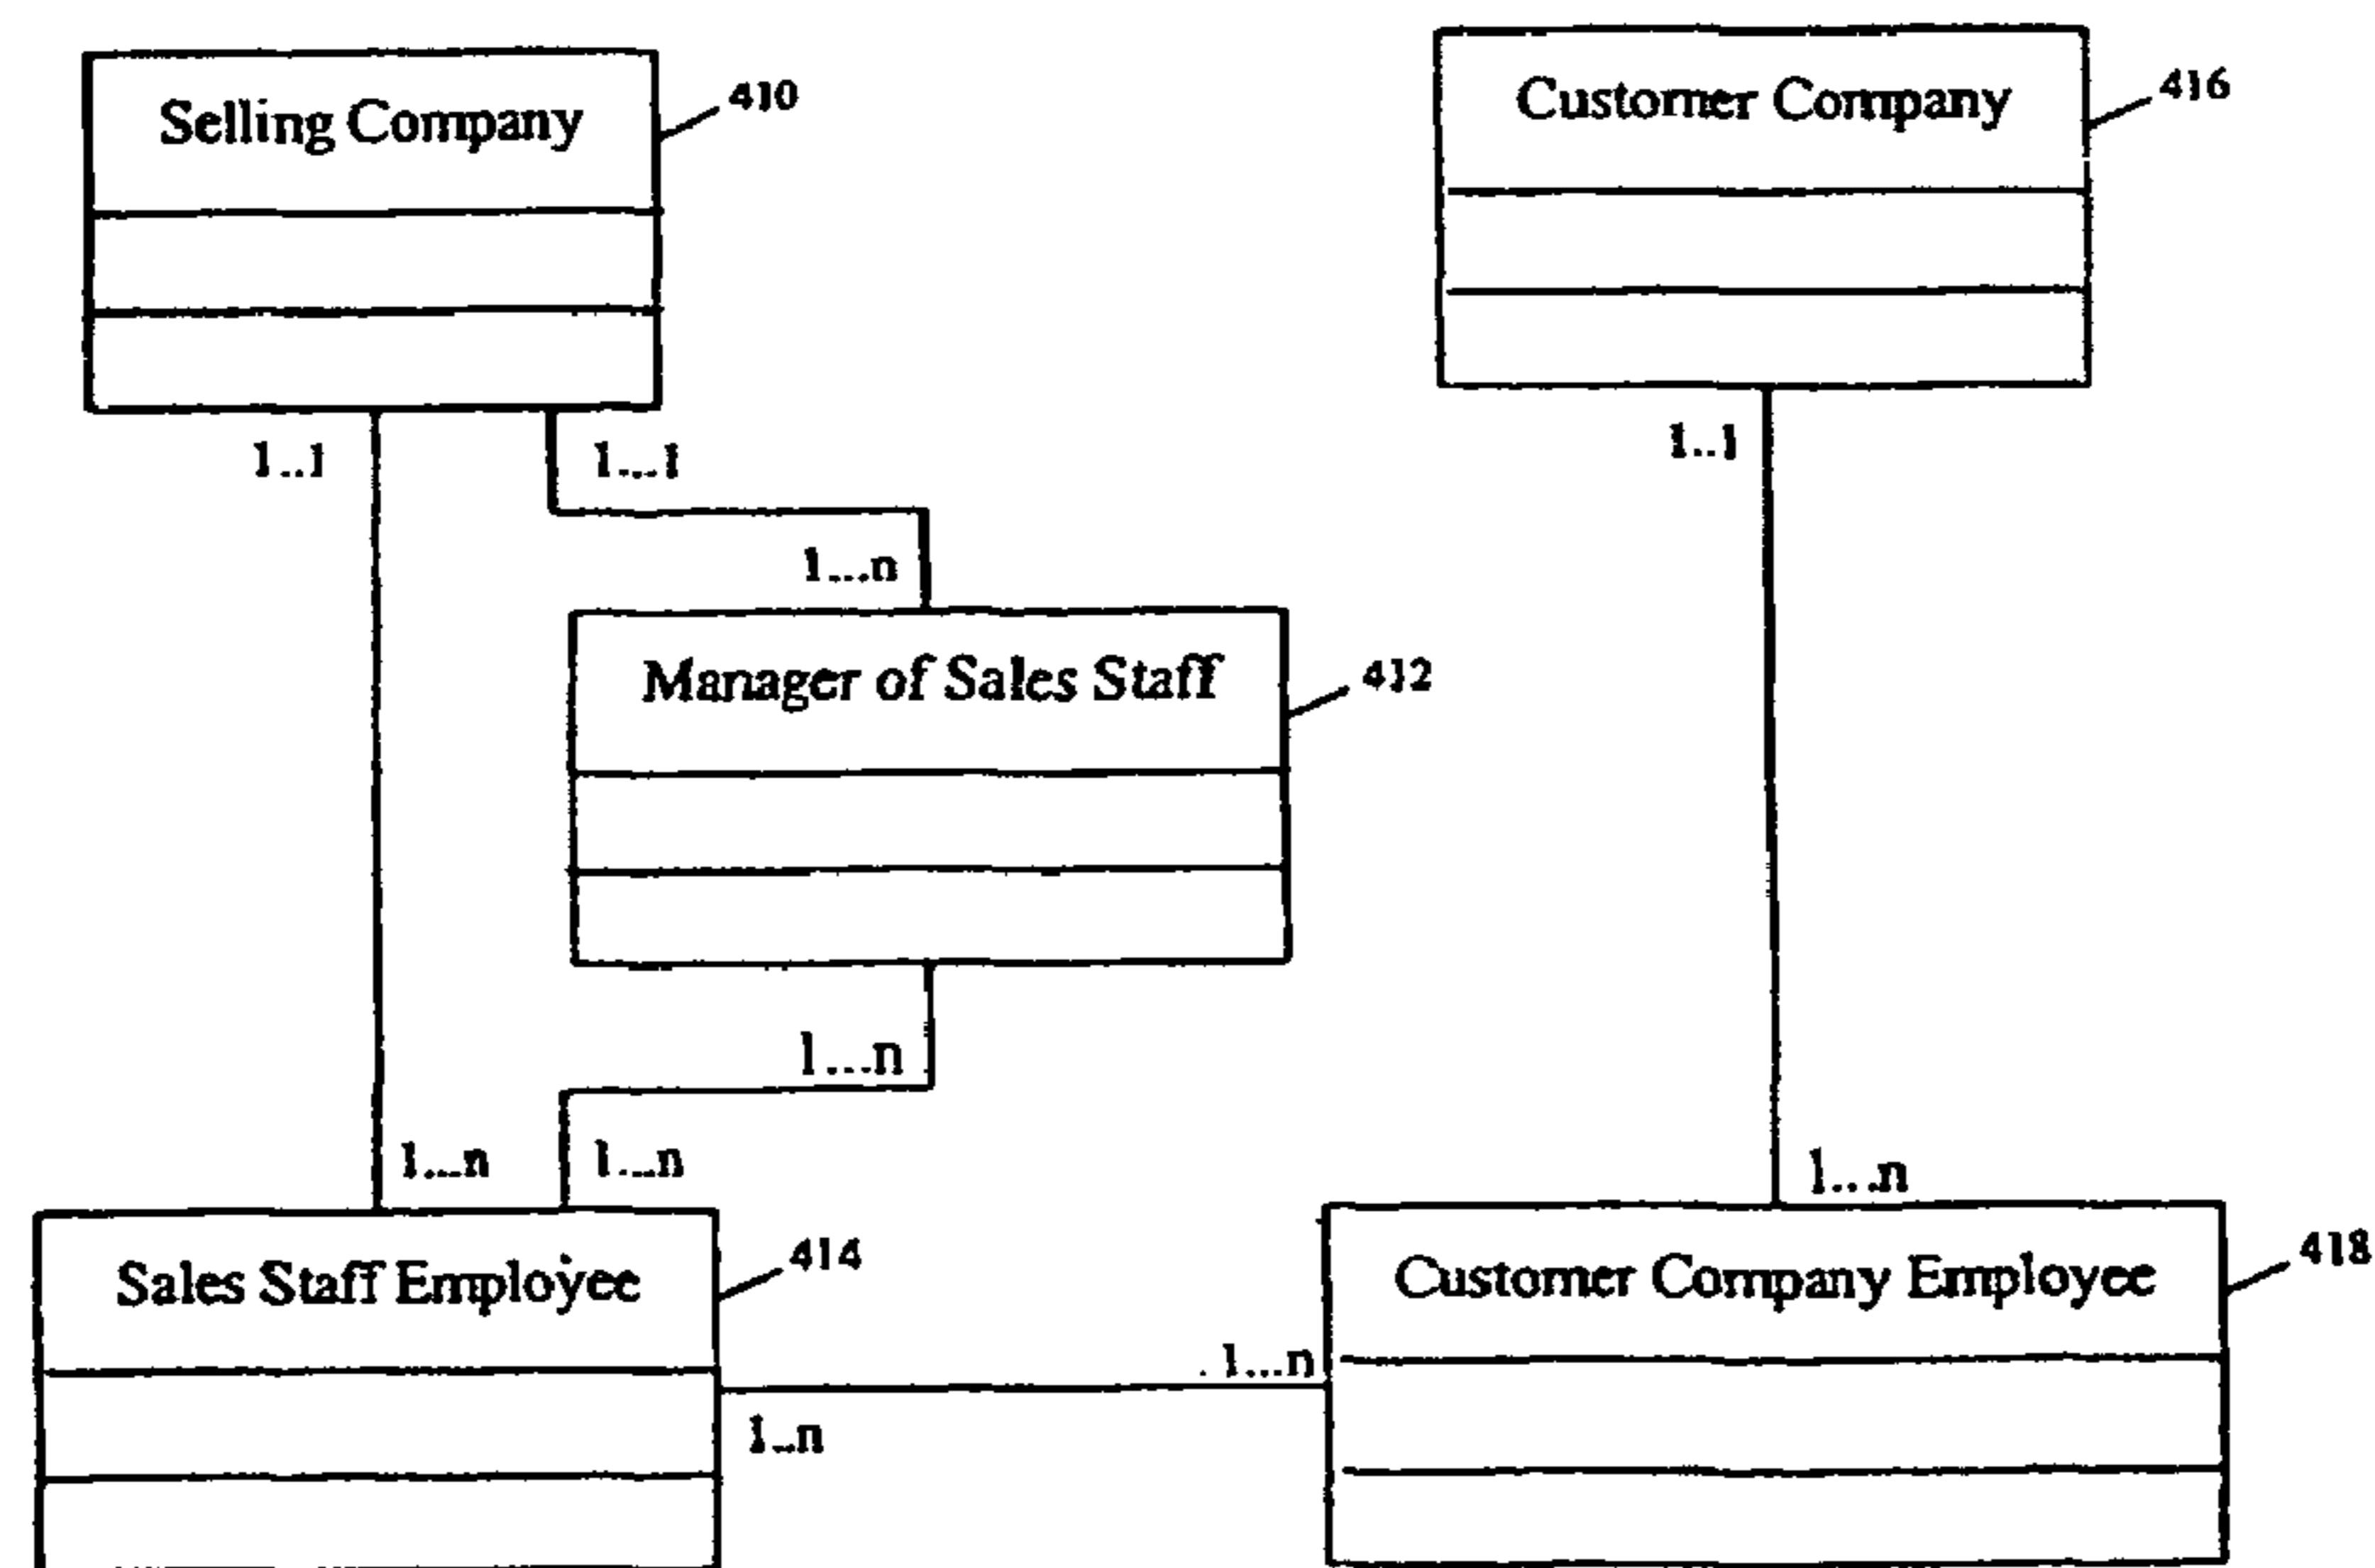 Selling Company
410
Customer Company
416
1..1
1...1
1..1
1...n
Manager of Sales Staff
412
1...n
1...n
1...n
1...n
Sales Staff Employee
414
Customer Company Employee
418
1...n
1..n